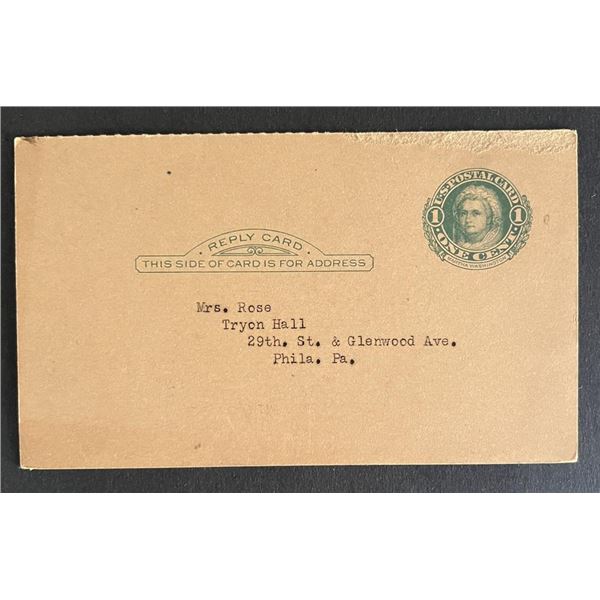 U.S. POSTAL CARD
1 1
ONE CENT
MARTHA WASHINGTON
· REPLY CARD ·
THIS SIDE OF CARD IS FOR ADDRESS
Mrs. Rose
Tryon Hall
29th. St. & Glenwood Ave.
Phila. Pa.